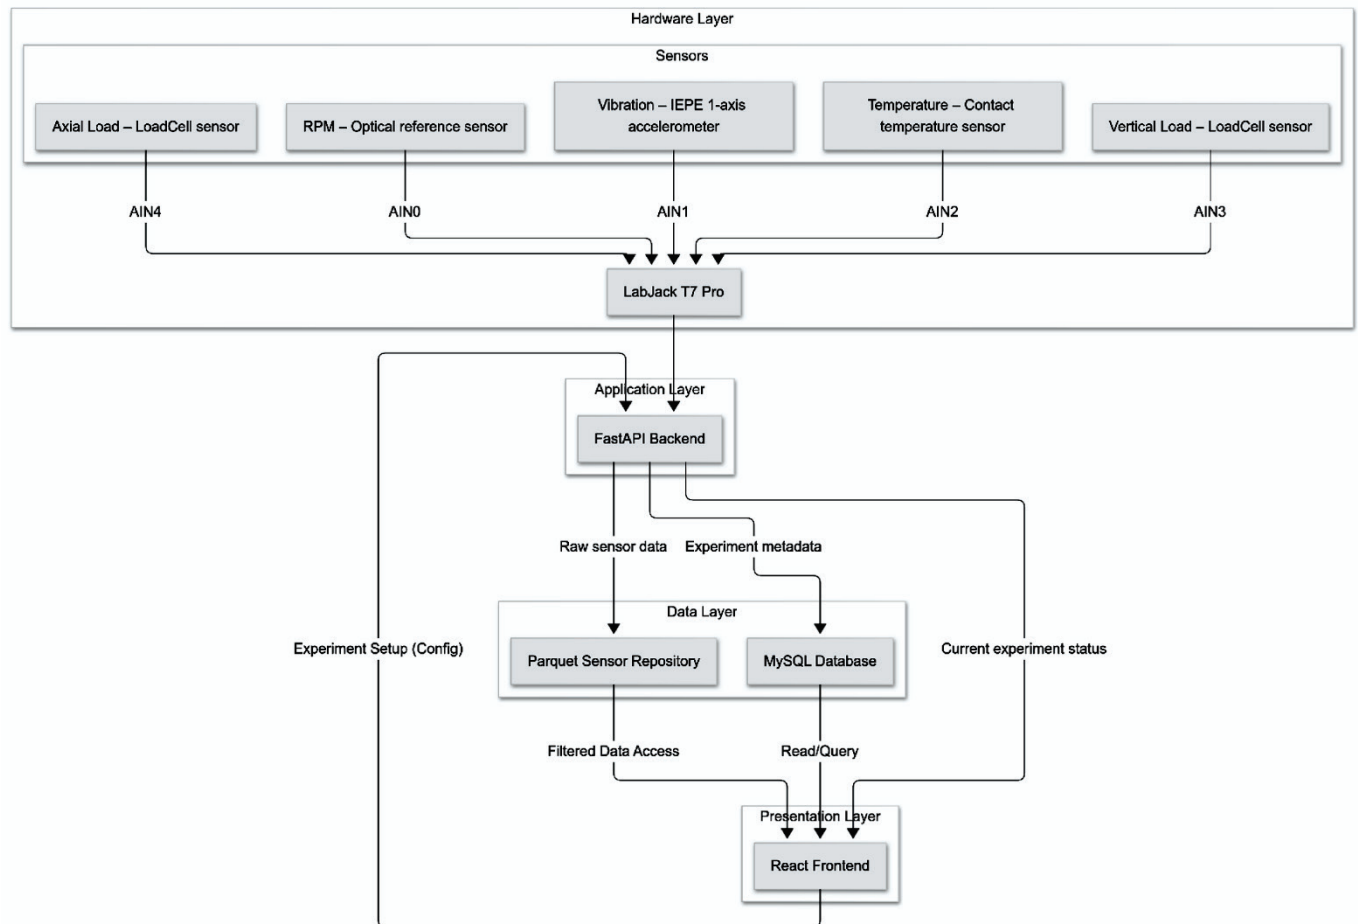 Hardware Layer
Sensors
Axial Load – LoadCell sensor
RPM – Optical reference sensor
Vibration – IEPE 1-axis
accelerometer
Temperature – Contact
temperature sensor
Vertical Load – LoadCell sensor
AIN4
AIN0
AIN1
AIN2
AIN3
LabJack T7 Pro
Application Layer
FastAPI Backend
Raw sensor data
Experiment metadata
Data Layer
Experiment Setup (Config)
Parquet Sensor Repository
MySQL Database
Current experiment status
Filtered Data Access
Read/Query
Presentation Layer
React Frontend